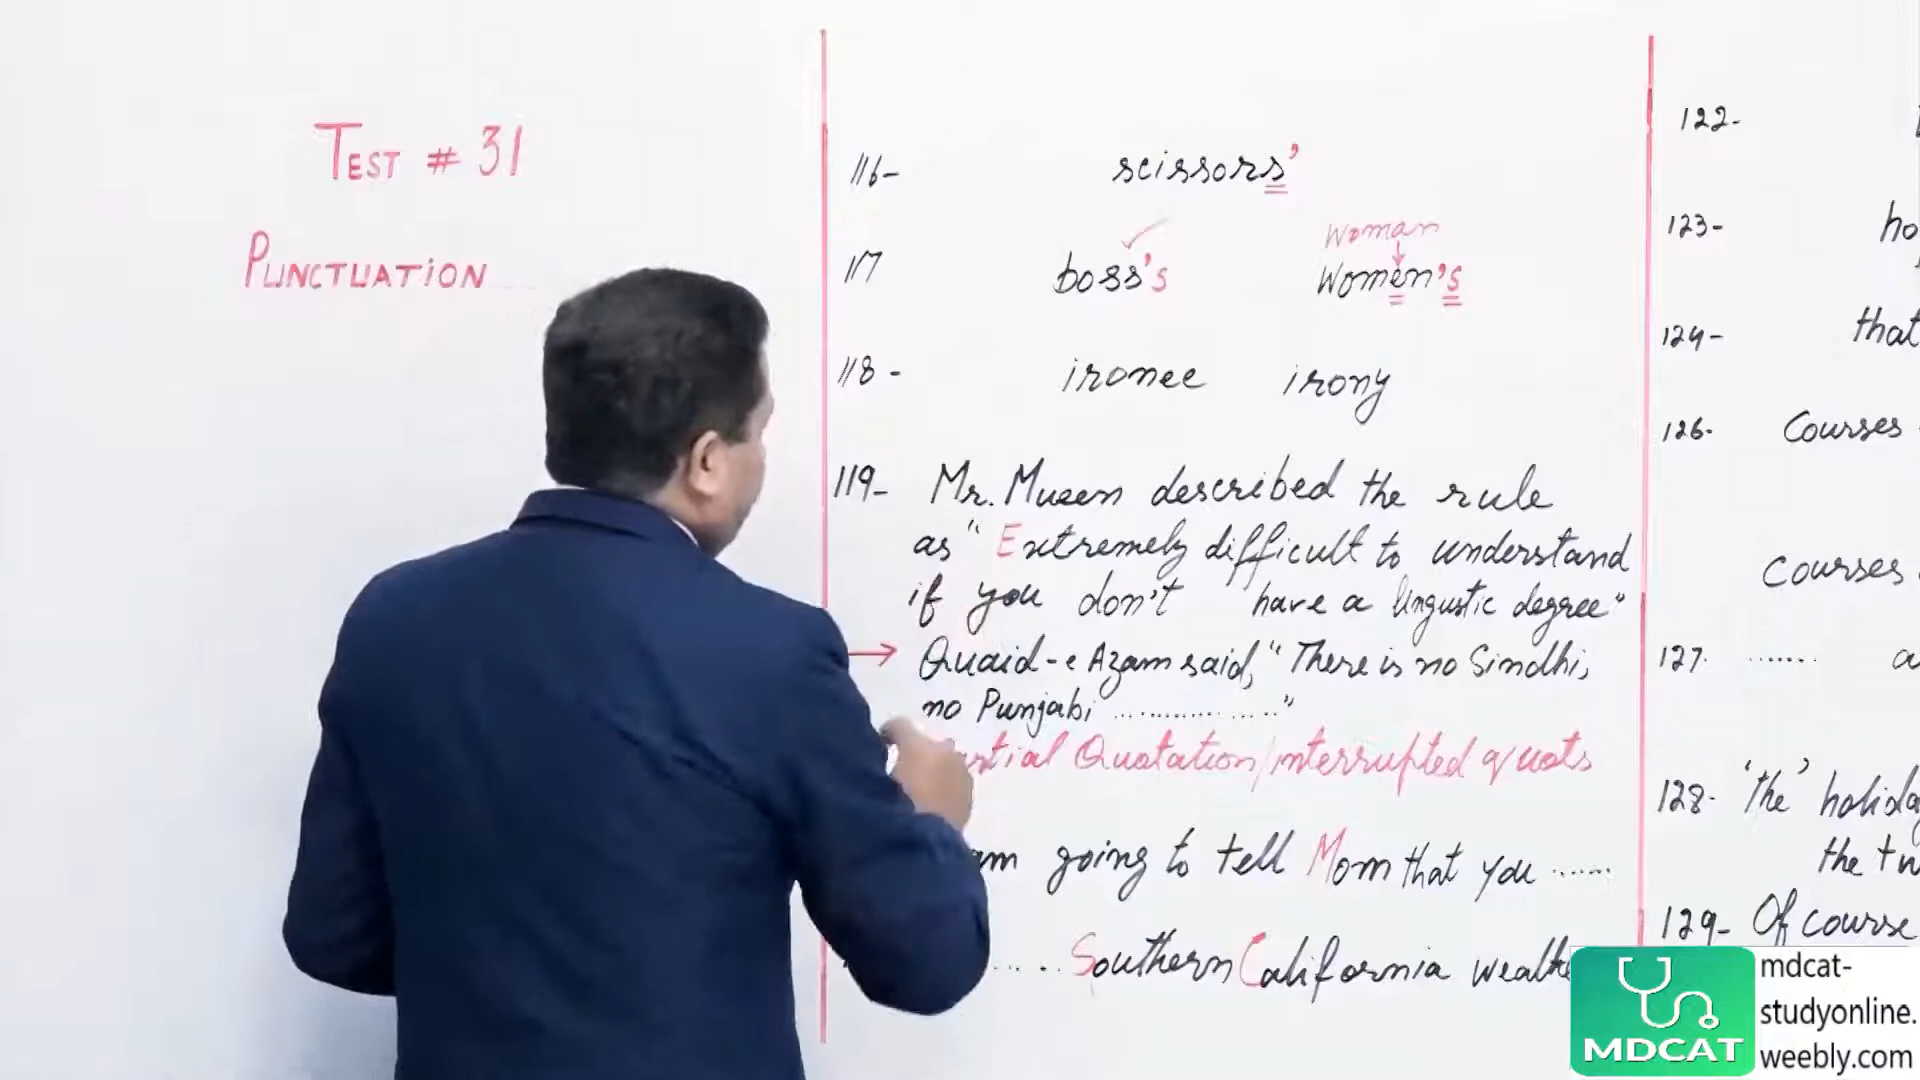 TEST # 31
PUNCTUATION
116- scissors'
Woman
117 boss's Women's
118- ironee irony
119- Mr. Mueen described the rule
as " Extremely difficult to understand
if you don't have a lingustic degree"
Quaid-e Azam said, "There is no Sindhi,
no Punjabi .............."
Quotation/interrupted quots
am going to tell Mom that you ......
.... Southern California
122-
123- ho
124- that
126- Courses
Courses
127. ......
128- 'the' holida
the tw
129- Of course
MDCAT
mdcat-
studyonline.
weebly.com